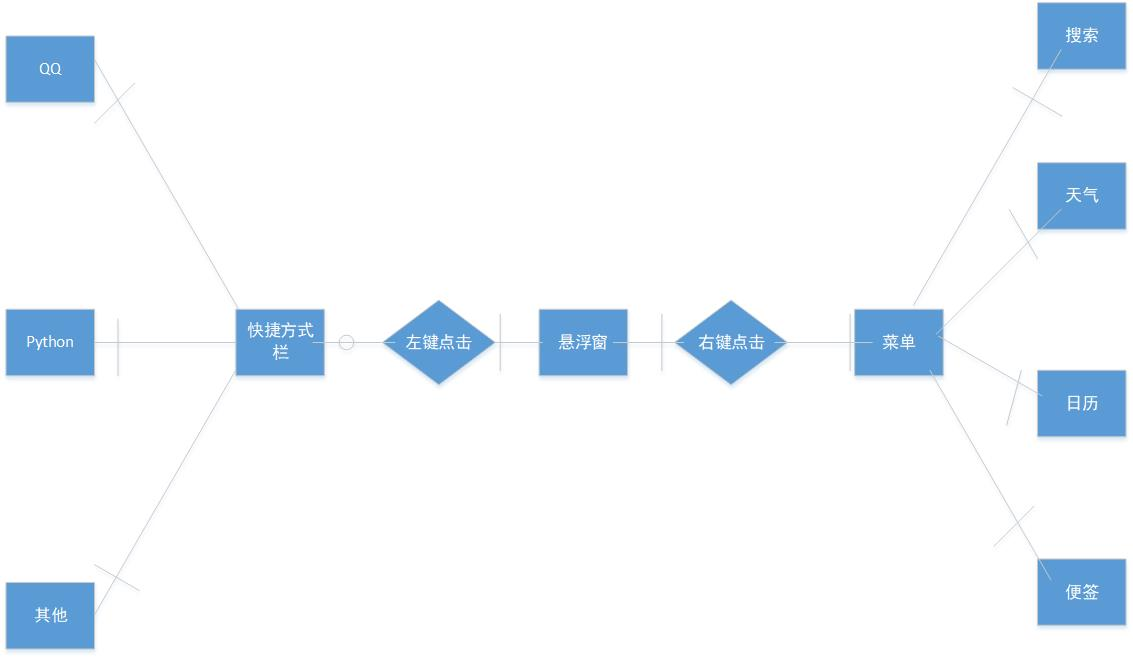 搜索
QQ
天气
Python
快捷方式
栏
左键点击
悬浮窗
右键点击
菜单
日历
其他
便签